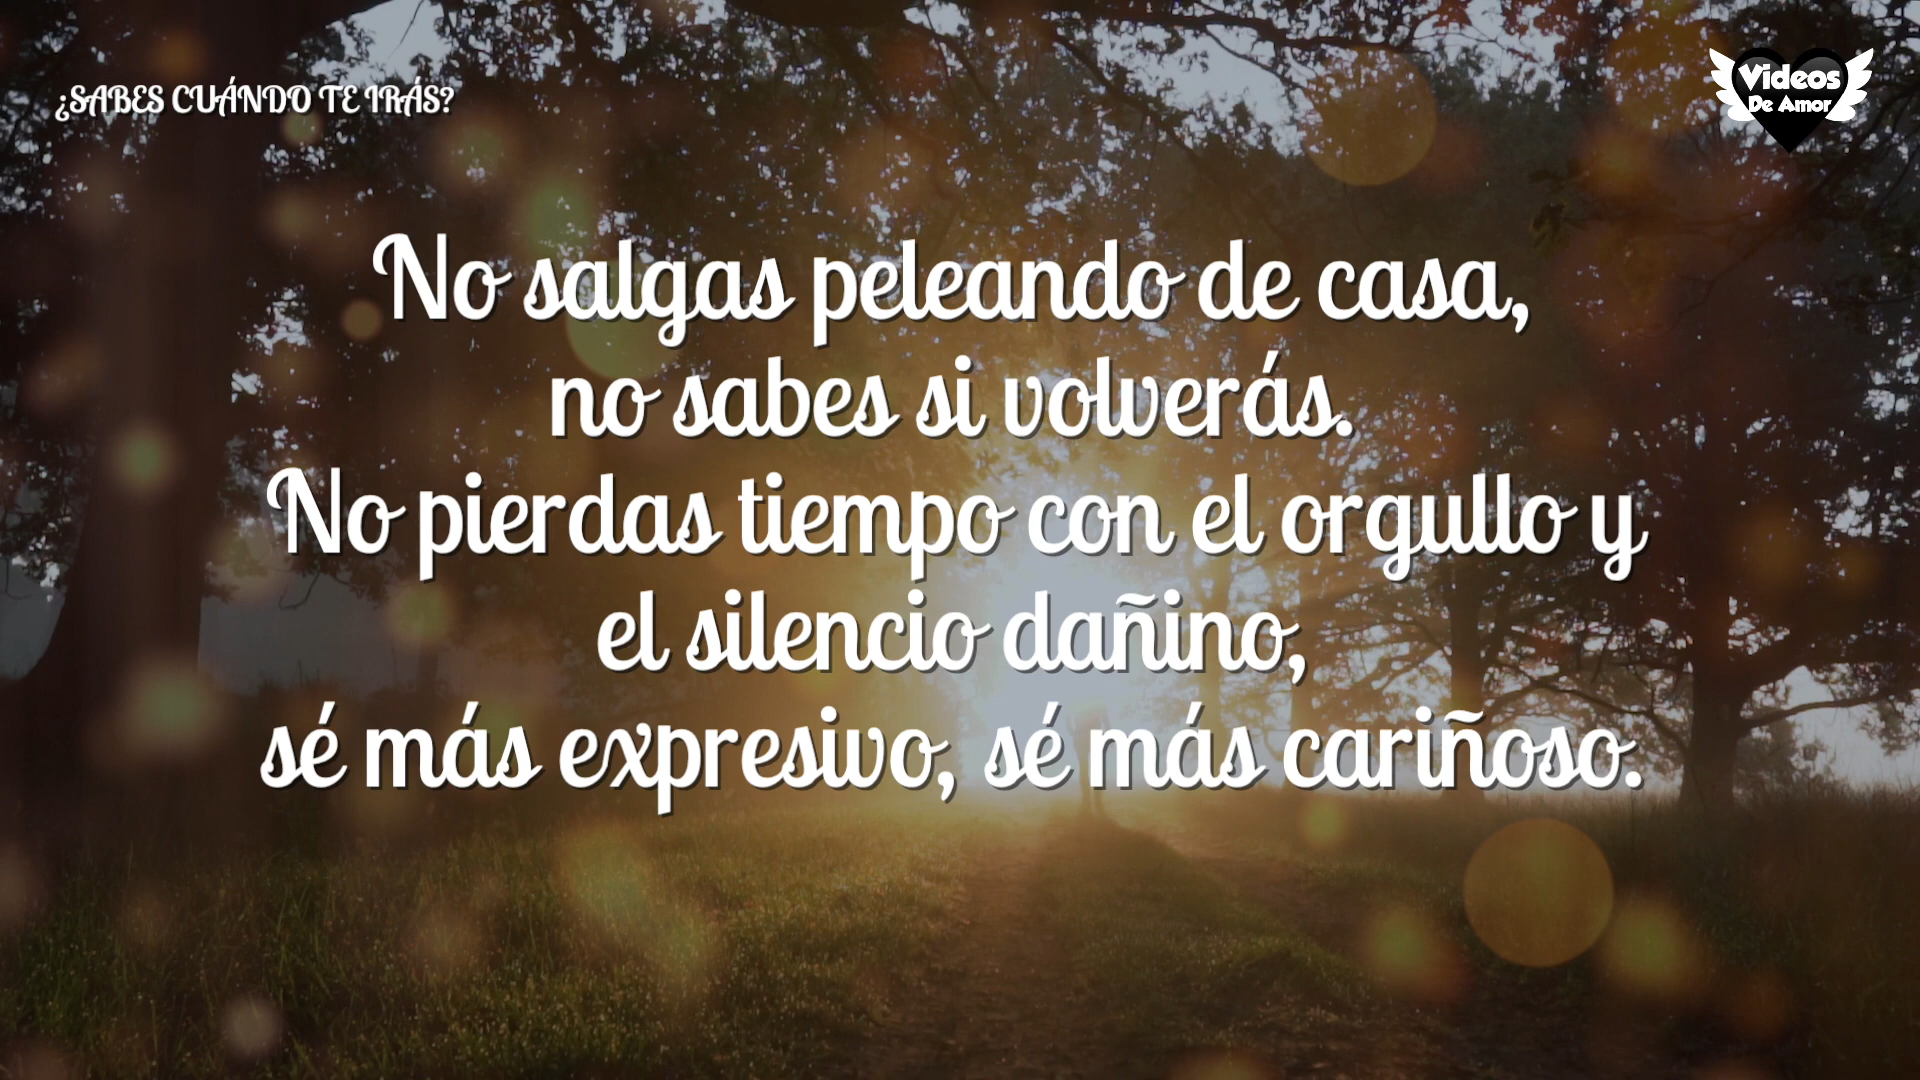 ¿SABES CUÁNDO TE IRÁS?
Videos
De Amor
No salgas peleando de casa,
no sabes si volverás.
No pierdas tiempo con el orgullo y
el silencio dañino,
sé más expresivo, sé más cariñoso.